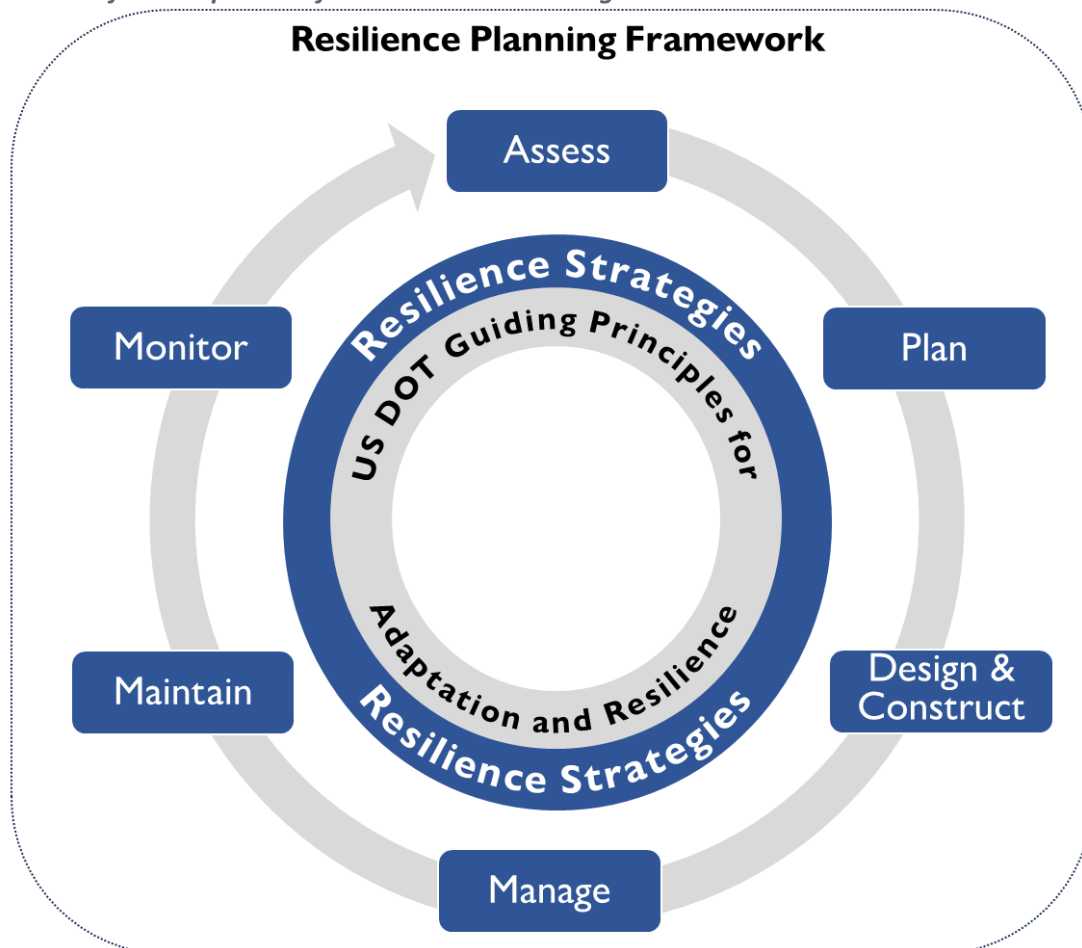 Resilience Planning Framework
Assess
Resilience Strategies
US DOT Guiding Principles for
Monitor
Plan
Adaptation and Resilience
Resilience Strategies
Maintain
Design &
Construct
Manage